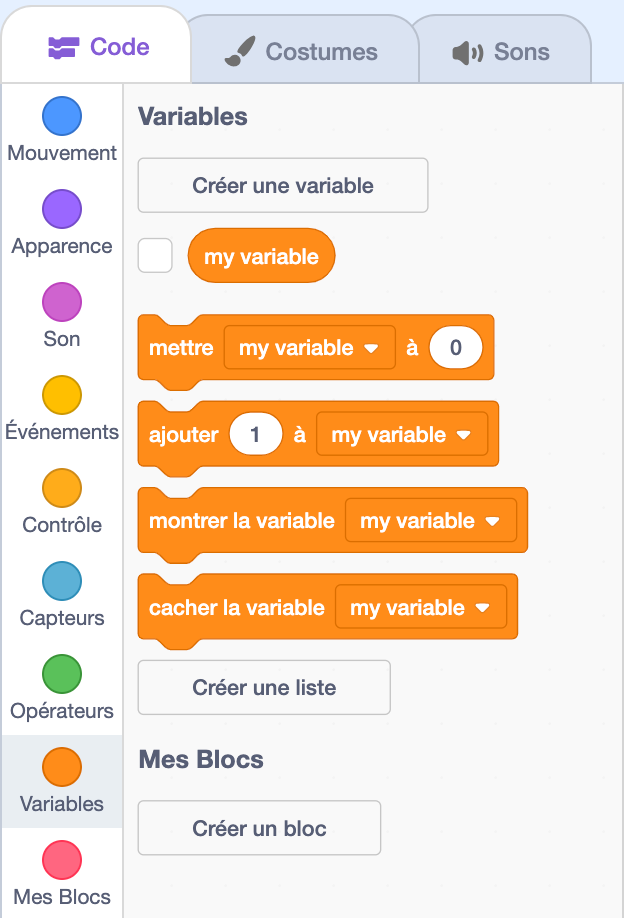 Code
Costumes
Sons
Mouvement
Apparence
Son
Événements
Contrôle
Capteurs
Opérateurs
Variables
Mes Blocs
Variables
Créer une variable
my variable
mettre my variable à 0
ajouter 1 à my variable
montrer la variable my variable
cacher la variable my variable
Créer une liste
Mes Blocs
Créer un bloc